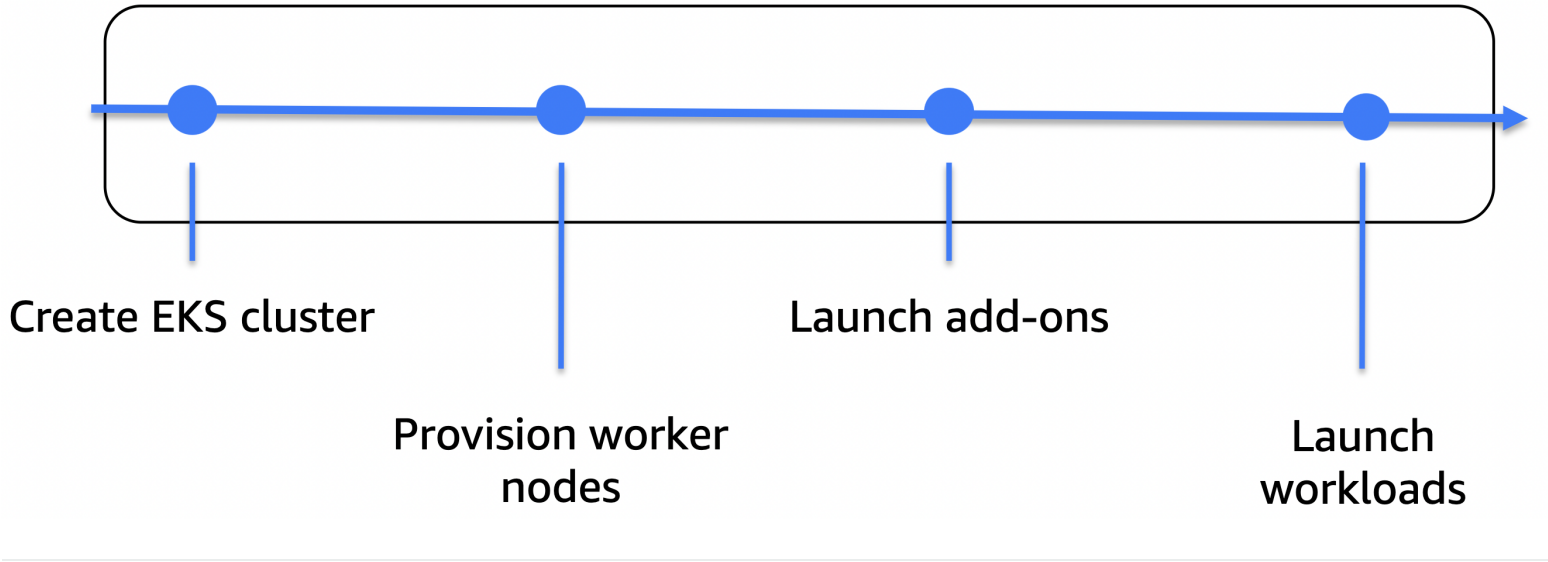 Create EKS cluster
Provision worker
nodes
Launch add-ons
Launch
workloads